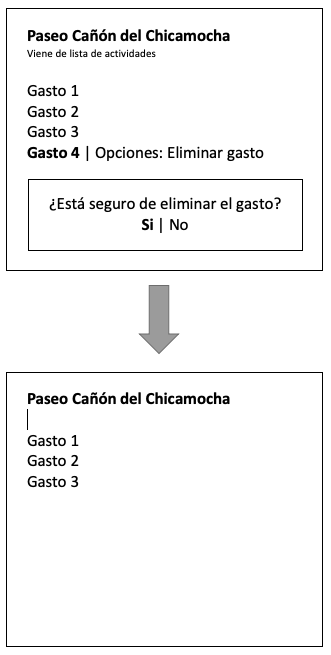 Paseo Cañón del Chicamocha
Viene de lista de actividades
Gasto 1
Gasto 2
Gasto 3
Gasto 4 | Opciones: Eliminar gasto
¿Está seguro de eliminar el gasto?
Si | No
Paseo Cañón del Chicamocha
Gasto 1
Gasto 2
Gasto 3